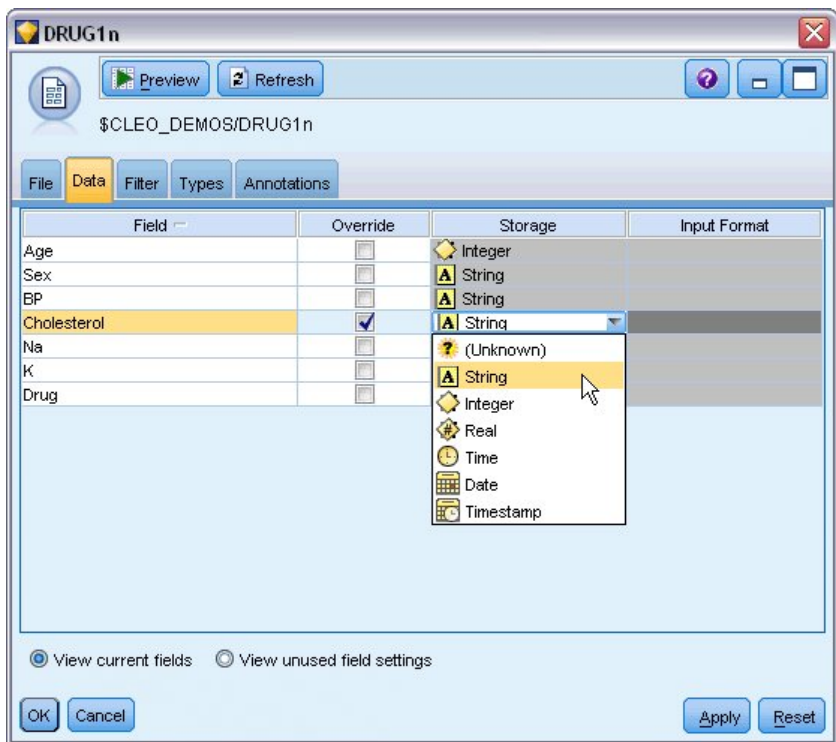 DRUG1n
Preview Refresh
$CLEO_DEMOS/DRUG1n
File Data Filter Types Annotations
Field Override Storage Input Format
Age Integer
Sex String
BP String
Cholesterol String
Na (Unknown)
K String
Drug Integer
Real
Time
Date
Timestamp
View current fields View unused field settings
OK Cancel Apply Reset